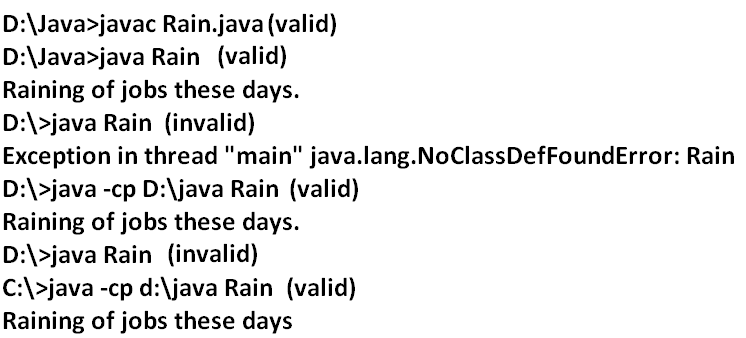 D:\Java>javac Rain.java(valid)
D:\Java>java Rain (valid)
Raining of jobs these days.
D:\>java Rain (invalid)
Exception in thread "main" java.lang.NoClassDefFoundError: Rain
D:\>java -cp D:\java Rain (valid)
Raining of jobs these days.
D:\>java Rain (invalid)
C:\>java -cp d:\java Rain (valid)
Raining of jobs these days